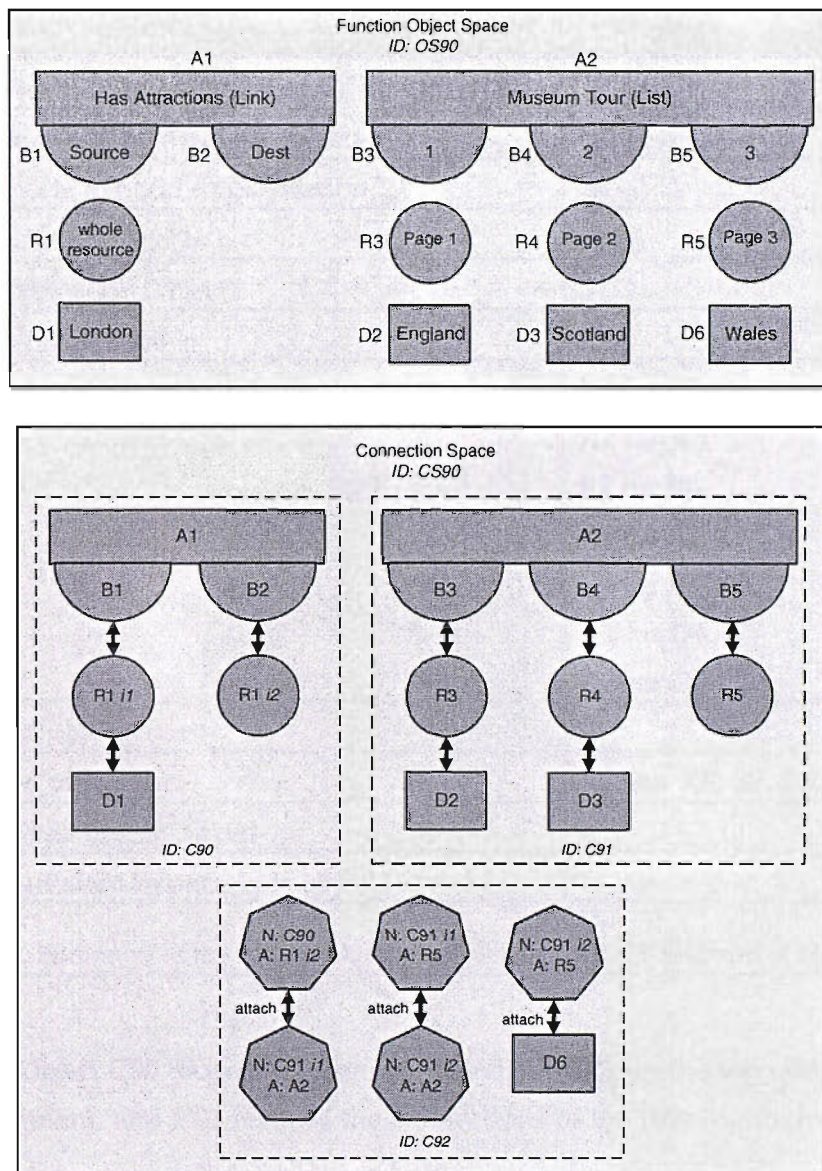 Function Object Space
ID: OS90
A1 A2
Has Attractions (Link) Museum Tour (List)
B1 Source B2 Dest B3 1 B4 2 B5 3
R1 whole resource R3 Page 1 R4 Page 2 R5 Page 3
D1 London D2 England D3 Scotland D6 Wales
Connection Space
ID: CS90
A1 A2
B1 B2 B3 B4 B5
R1 i1 R1 i2 R3 R4 R5
D1 D2 D3
ID: C90 ID: C91
N: C90 N: C91 i1 N: C91 i2
A: R1 i2 A: R5 A: R5
attach attach attach
N: C91 i1 N: C91 i2 D6
A: A2 A: A2
ID: C92